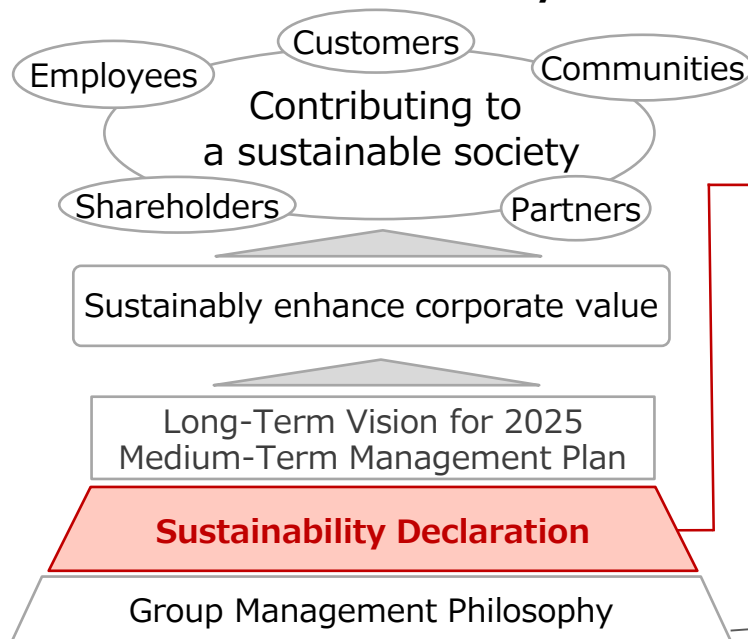 Customers
Employees
Communities
Contributing to
a sustainable society
Shareholders
Partners
Sustainably enhance corporate value
Long-Term Vision for 2025
Medium-Term Management Plan
Sustainability Declaration
Group Management Philosophy